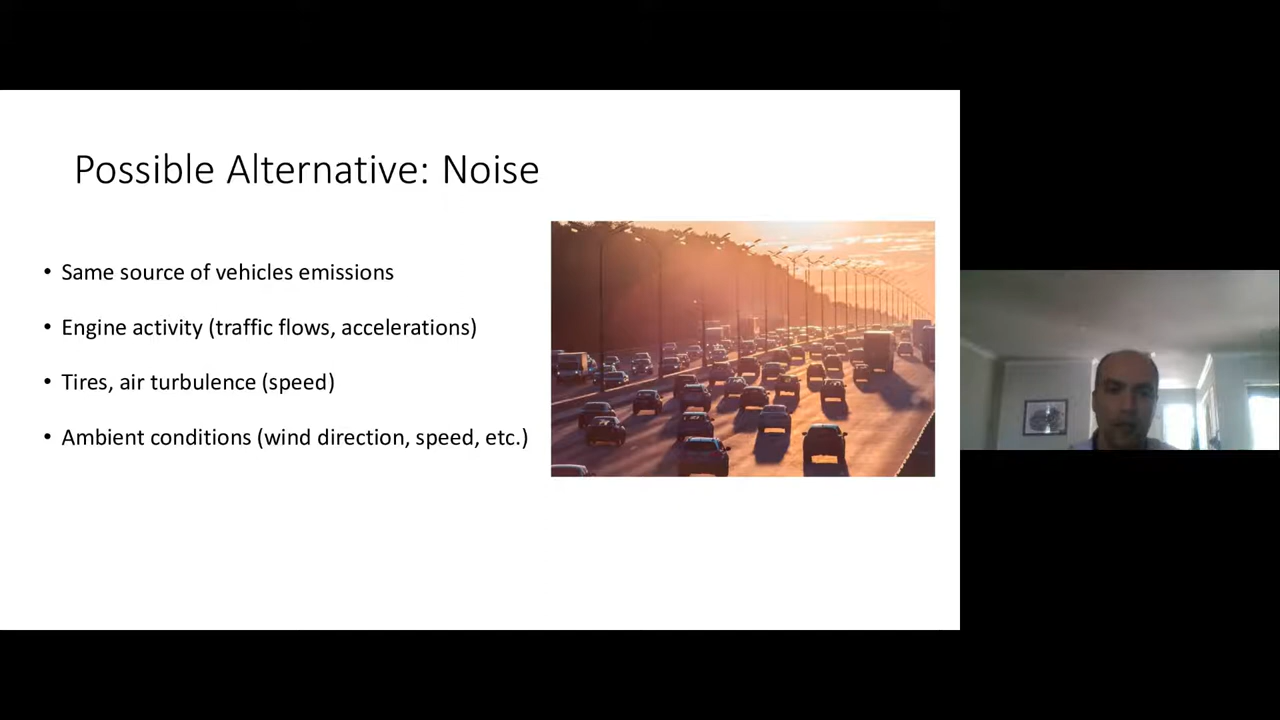 Possible Alternative: Noise
• Same source of vehicles emissions
• Engine activity (traffic flows, accelerations)
• Tires, air turbulence (speed)
• Ambient conditions (wind direction, speed, etc.)